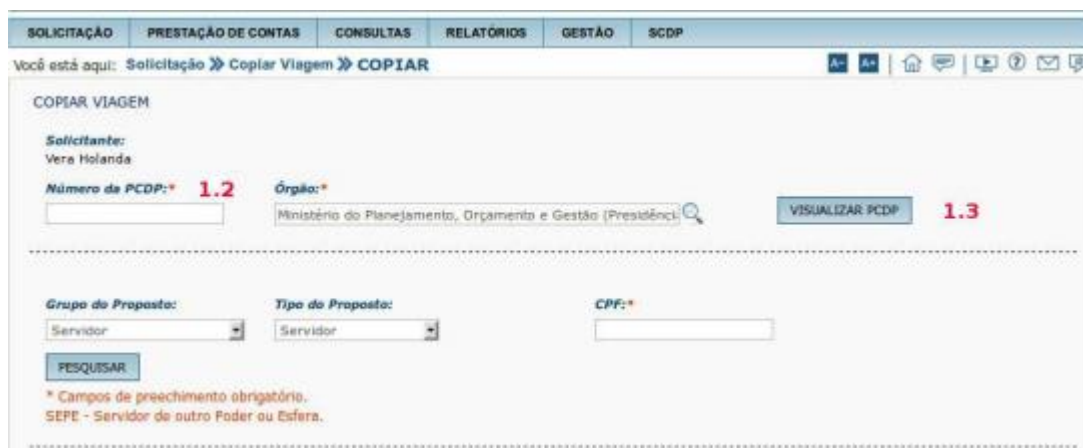 SOLICITAÇÃO PRESTAÇÃO DE CONTAS CONSULTAS RELATÓRIOS GESTÃO SCDP
Você está aqui: Solicitação Copiar Viagem COPIAR A- A+
COPIAR VIAGEM
Solicitante:
Vera Holanda
Número da PCDP:* 1.2 Órgão:*
Ministério do Planejamento, Orçamento e Gestão (Presidênci VISUALIZAR PCDP 1.3
Grupo do Proposto: Tipo do Proposto: CPF:*
Servidor Servidor
PESQUISAR
* Campos de preechimento obrigatório.
SEPE - Servidor de outro Poder ou Esfera.